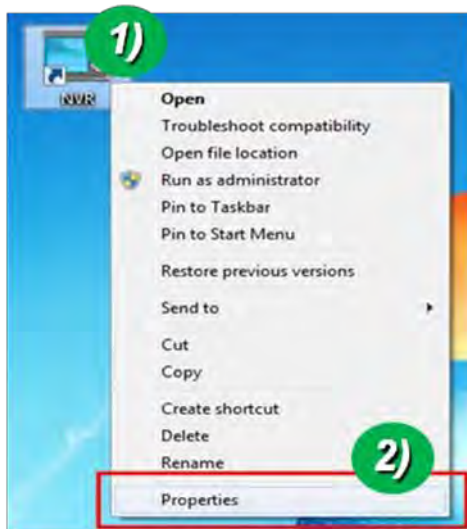 1)
NVR
Open
Troubleshoot compatibility
Open file location
Run as administrator
Pin to Taskbar
Pin to Start Menu
Restore previous versions
Send to
Cut
Copy
Create shortcut
Delete
Rename
2)
Properties